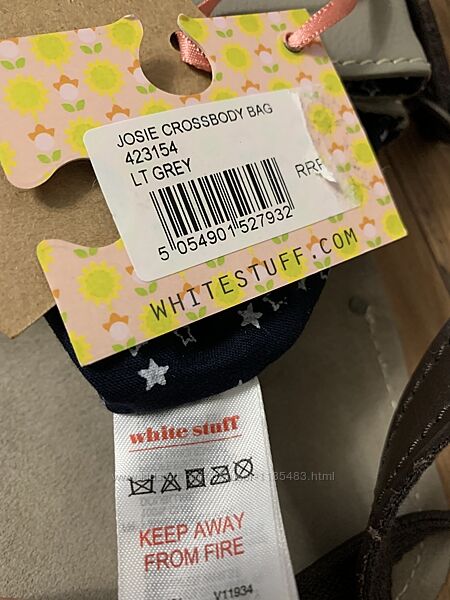 JOSIE CROSSBODY BAG
423154
LT GREY
RRP
5 054901 527932
WHITESTUFF.COM
white stuff
KEEP AWAY
FROM FIRE
V11934